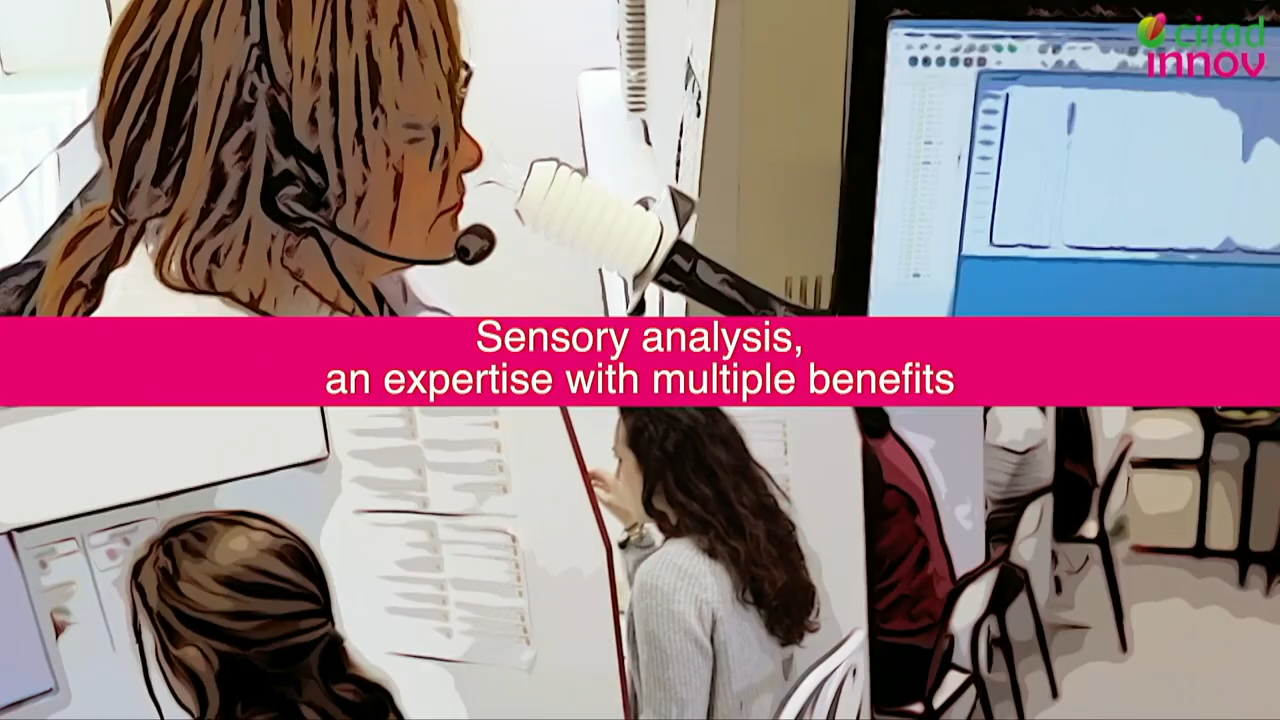 cirad
innov
Sensory analysis,
an expertise with multiple benefits